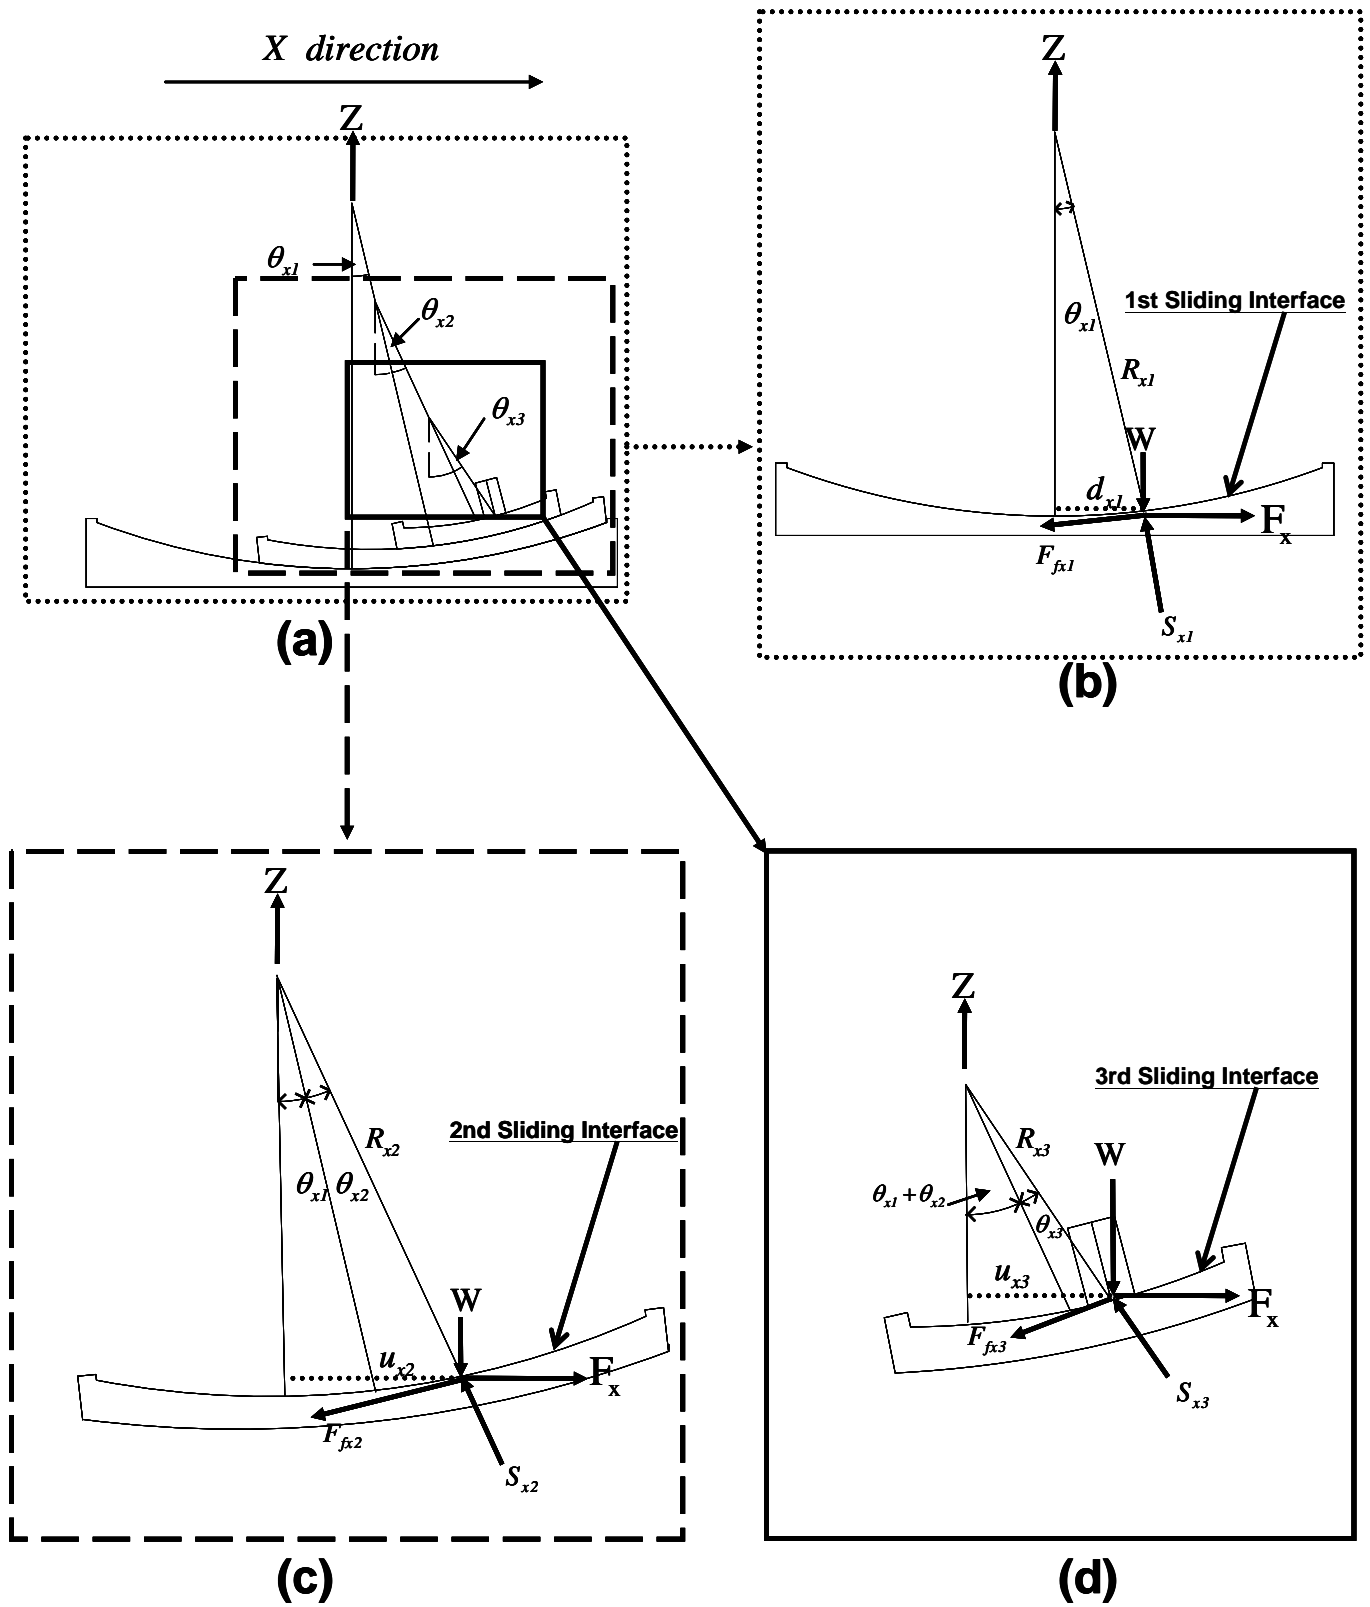 X direction
Z
θx1
θx2
θx3
(a)
Z
1st Sliding Interface
θx1
Rx1
W
dx1
Fx
Ffx1
Sx1
(b)
Z
Rx2
2nd Sliding Interface
θx1 θx2
W
ux2
Fx
Ffx2
Sx2
(c)
Z
3rd Sliding Interface
Rx3
W
θx1 + θx2
θx3
ux3
Fx
Ffx3
Sx3
(d)